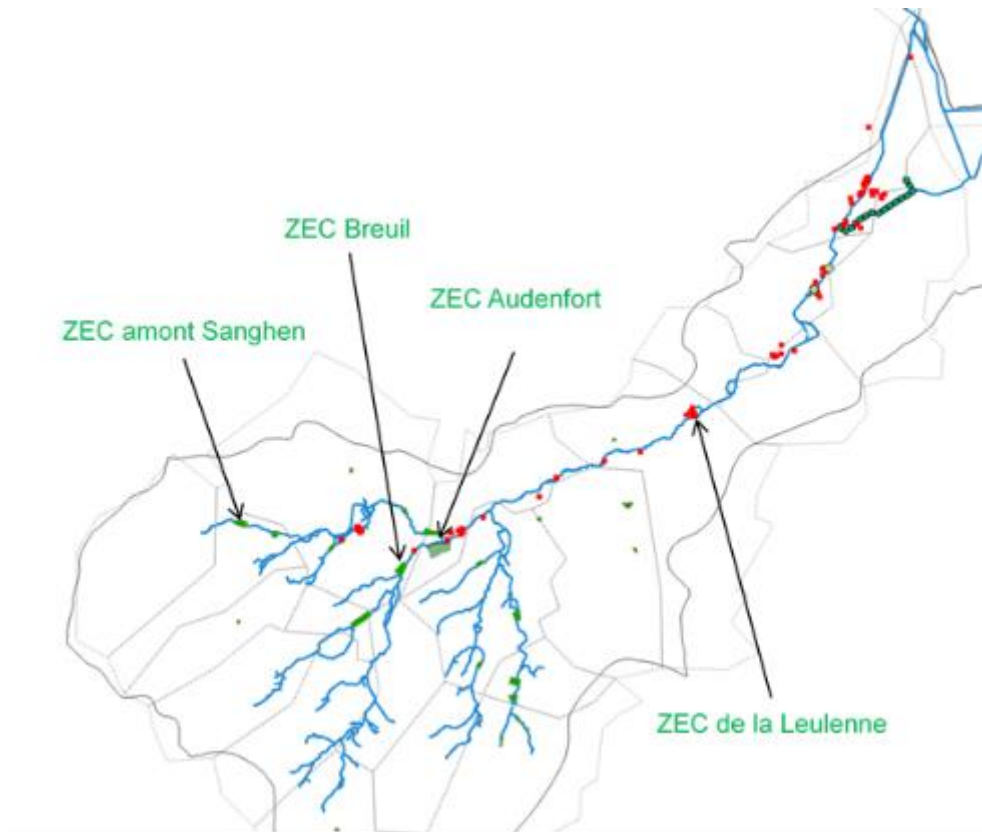 ZEC Breuil
ZEC Audenfort
ZEC amont Sanghen
ZEC de la Leulenne